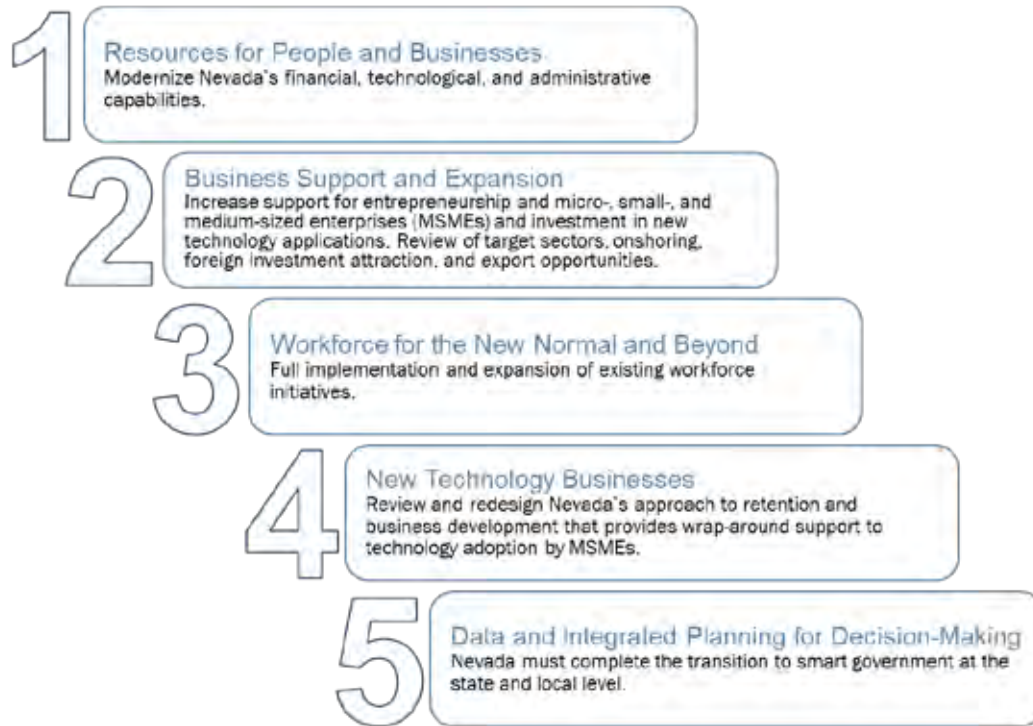 1
Resources for People and Businesses
Modernize Nevada's financial, technological, and administrative
capabilities.
2
Business Support and Expansion
Increase support for entrepreneurship and micro-, small-, and
medium-sized enterprises (MSMEs) and investment in new
technology applications. Review of target sectors, onshoring,
foreign investment attraction, and export opportunities.
3
Workforce for the New Normal and Beyond
Full implementation and expansion of existing workforce
initiatives.
4
New Technology Businesses
Review and redesign Nevada's approach to retention and
business development that provides wrap-around support to
technology adoption by MSMEs.
5
Data and Integrated Planning for Decision-Making
Nevada must complete the transition to smart government at the
state and local level.